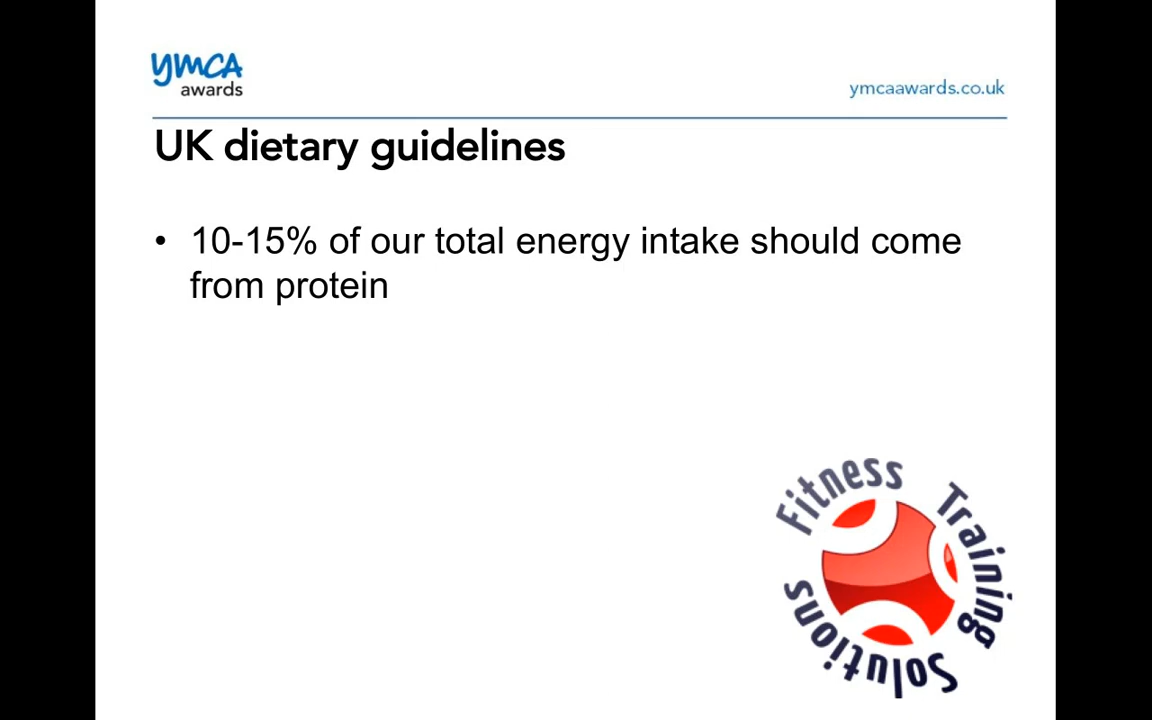 ymca
awards
ymcaawards.co.uk
UK dietary guidelines
• 10-15% of our total energy intake should come
from protein
Fitness Training Solutions